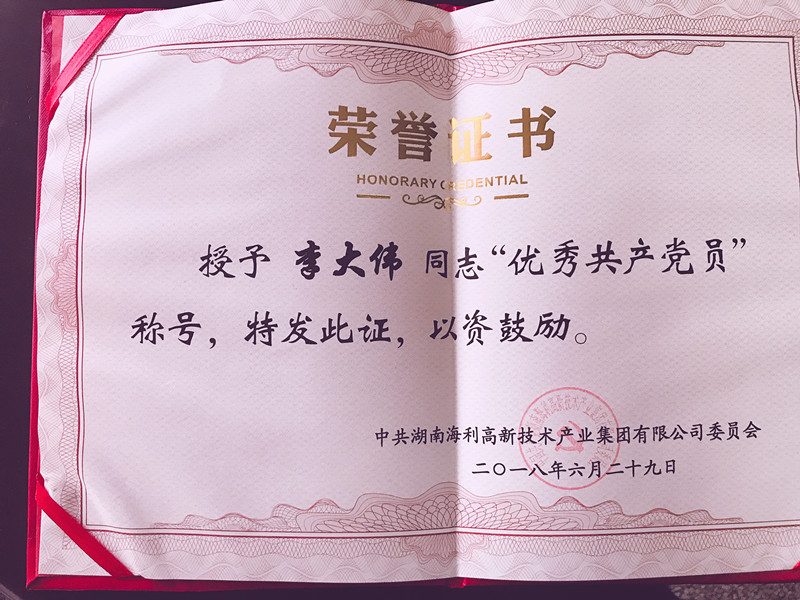 荣誉证书
HONORARY CREDENTIAL
授予 李大伟 同志“优秀共产党员”
称号，特发此证，以资鼓励。
中共湖南海利高新技术产业集团有限公司委员会
二〇一八年六月二十九日